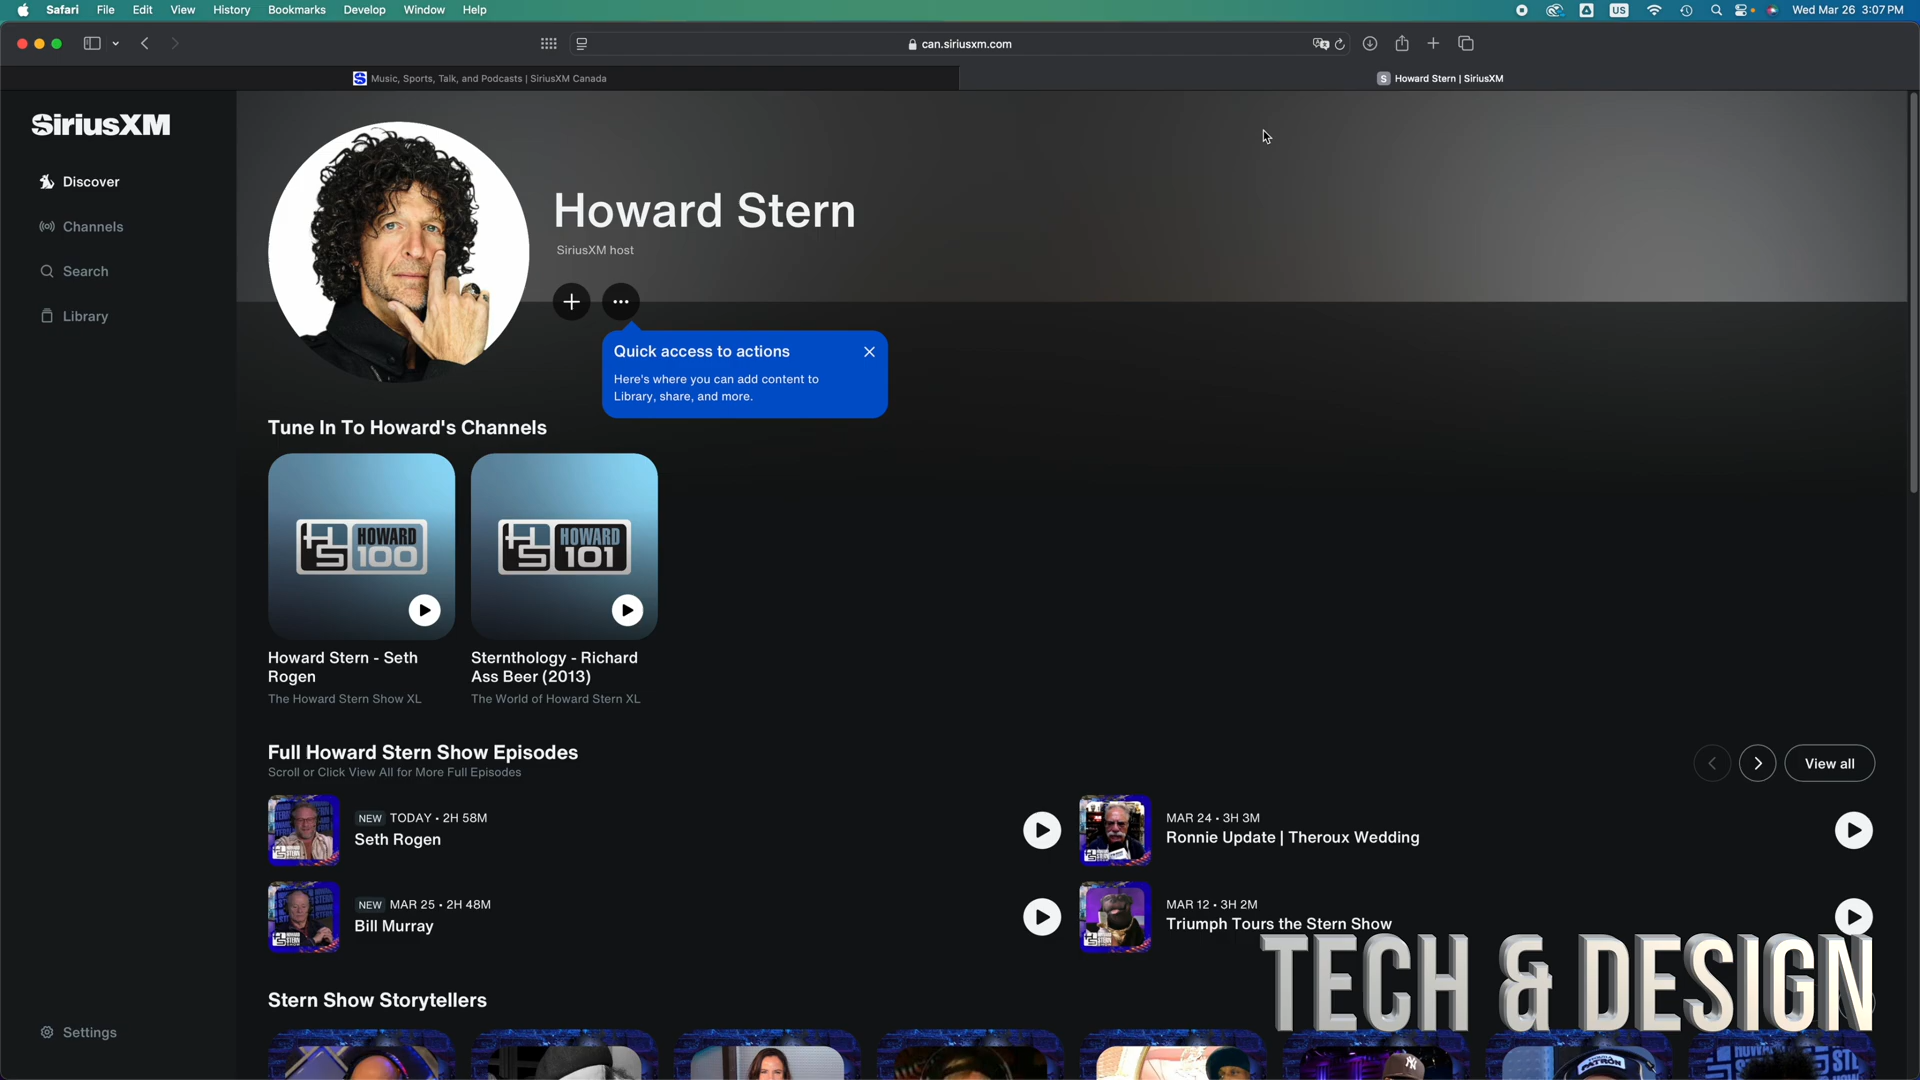 Safari File Edit View History Bookmarks Develop Window Help
US
Wed Mar 26 3:07 PM
can.siriusxm.com
Music, Sports, Talk, and Podcasts | SiriusXM Canada
S Howard Stern | SiriusXM
SiriusXM
Discover
Channels
Search
Library
Settings
Howard Stern
SiriusXM host
Quick access to actions
Here's where you can add content to
Library, share, and more.
Tune In To Howard's Channels
HS HOWARD 100
HS HOWARD 101
Howard Stern - Seth
Rogen
The Howard Stern Show XL
Sternthology - Richard
Ass Beer (2013)
The World of Howard Stern XL
Full Howard Stern Show Episodes
Scroll or Click View All for More Full Episodes
View all
NEW TODAY • 2H 58M
Seth Rogen
MAR 24 • 3H 3M
Ronnie Update | Theroux Wedding
NEW MAR 25 • 2H 48M
Bill Murray
MAR 12 • 3H 2M
Triumph Tours the Stern Show
Stern Show Storytellers
TECH & DESIGN